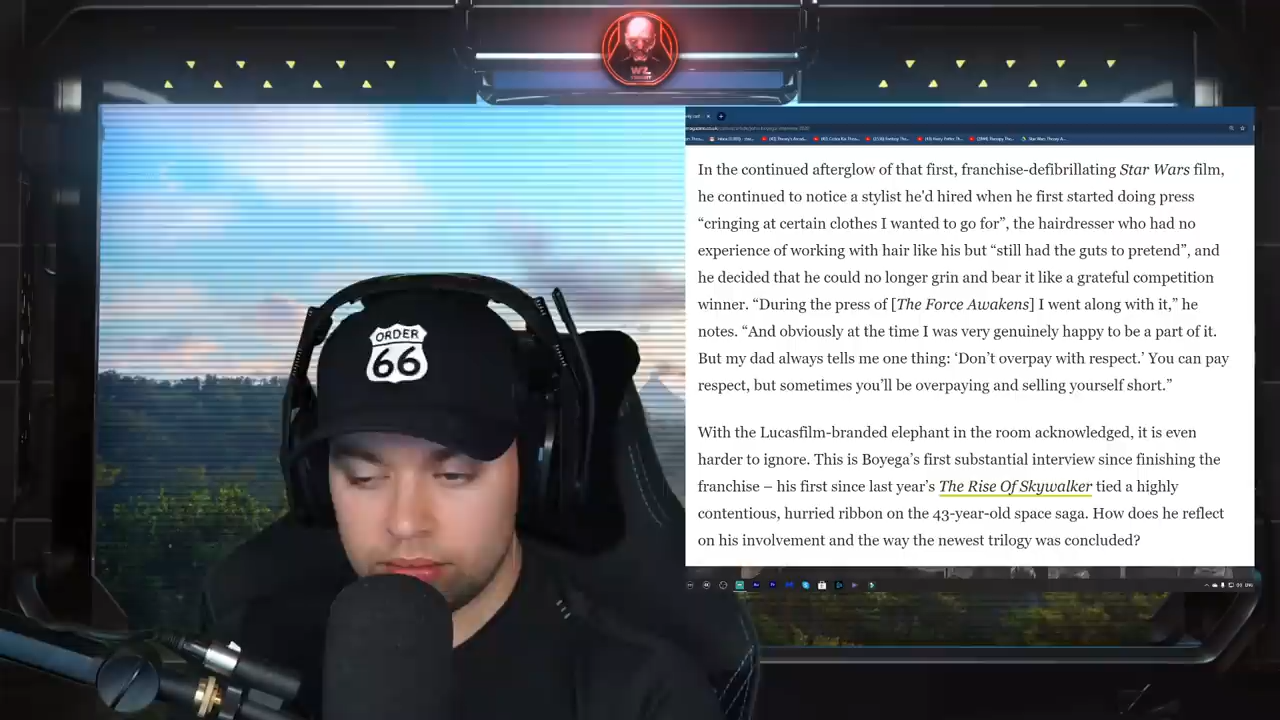 WZ
ORDER
66
In the continued afterglow of that first, franchise-defibrillating Star Wars film,
he continued to notice a stylist he'd hired when he first started doing press
“cringing at certain clothes I wanted to go for”, the hairdresser who had no
experience of working with hair like his but “still had the guts to pretend”, and
he decided that he could no longer grin and bear it like a grateful competition
winner. “During the press of [The Force Awakens] I went along with it,” he
notes. “And obviously at the time I was very genuinely happy to be a part of it.
But my dad always tells me one thing: ‘Don’t overpay with respect.’ You can pay
respect, but sometimes you’ll be overpaying and selling yourself short.”
With the Lucasfilm-branded elephant in the room acknowledged, it is even
harder to ignore. This is Boyega’s first substantial interview since finishing the
franchise – his first since last year’s The Rise Of Skywalker tied a highly
contentious, hurried ribbon on the 43-year-old space saga. How does he reflect
on his involvement and the way the newest trilogy was concluded?